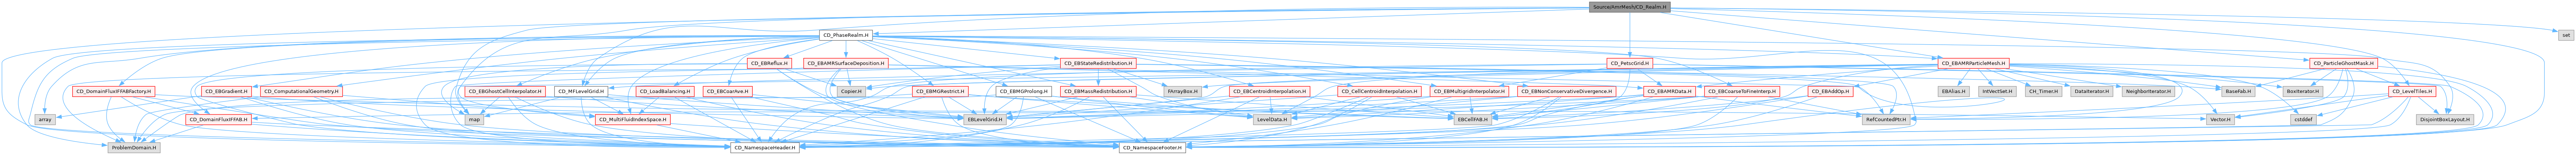 Source/AmrMesh/CD_Realm.H
CD_PhaseRealm.H
set
CD_EBReflux.H
CD_EBAMRSurfaceDeposition.H
CD_EBStateRedistribution.H
CD_PetscGrid.H
CD_EBAMRParticleMesh.H
CD_ParticleGhostMask.H
CD_DomainFluxIFFABFactory.H
CD_EBGradient.H
CD_ComputationalGeometry.H
CD_EBGhostCellInterpolator.H
CD_MFLevelGrid.H
CD_LoadBalancing.H
CD_EBCoarAve.H
Copier.H
CD_EBMGRestrict.H
CD_EBMGProlong.H
CD_EBMassRedistribution.H
FArrayBox.H
CD_EBCentroidInterpolation.H
CD_CellCentroidInterpolation.H
CD_EBMultigridInterpolator.H
CD_EBNonConservativeDivergence.H
CD_EBAMRData.H
CD_EBCoarseToFineInterp.H
CD_EBAddOp.H
EBAlias.H
IntVectSet.H
CH_Timer.H
DataIterator.H
NeighborIterator.H
BaseFab.H
BoxIterator.H
CD_LevelTiles.H
array
CD_DomainFluxIFFAB.H
map
CD_MultiFluidIndexSpace.H
EBLevelGrid.H
LevelData.H
EBCellFAB.H
RefCountedPtr.H
Vector.H
cstddef
DisjointBoxLayout.H
ProblemDomain.H
CD_NamespaceHeader.H
CD_NamespaceFooter.H